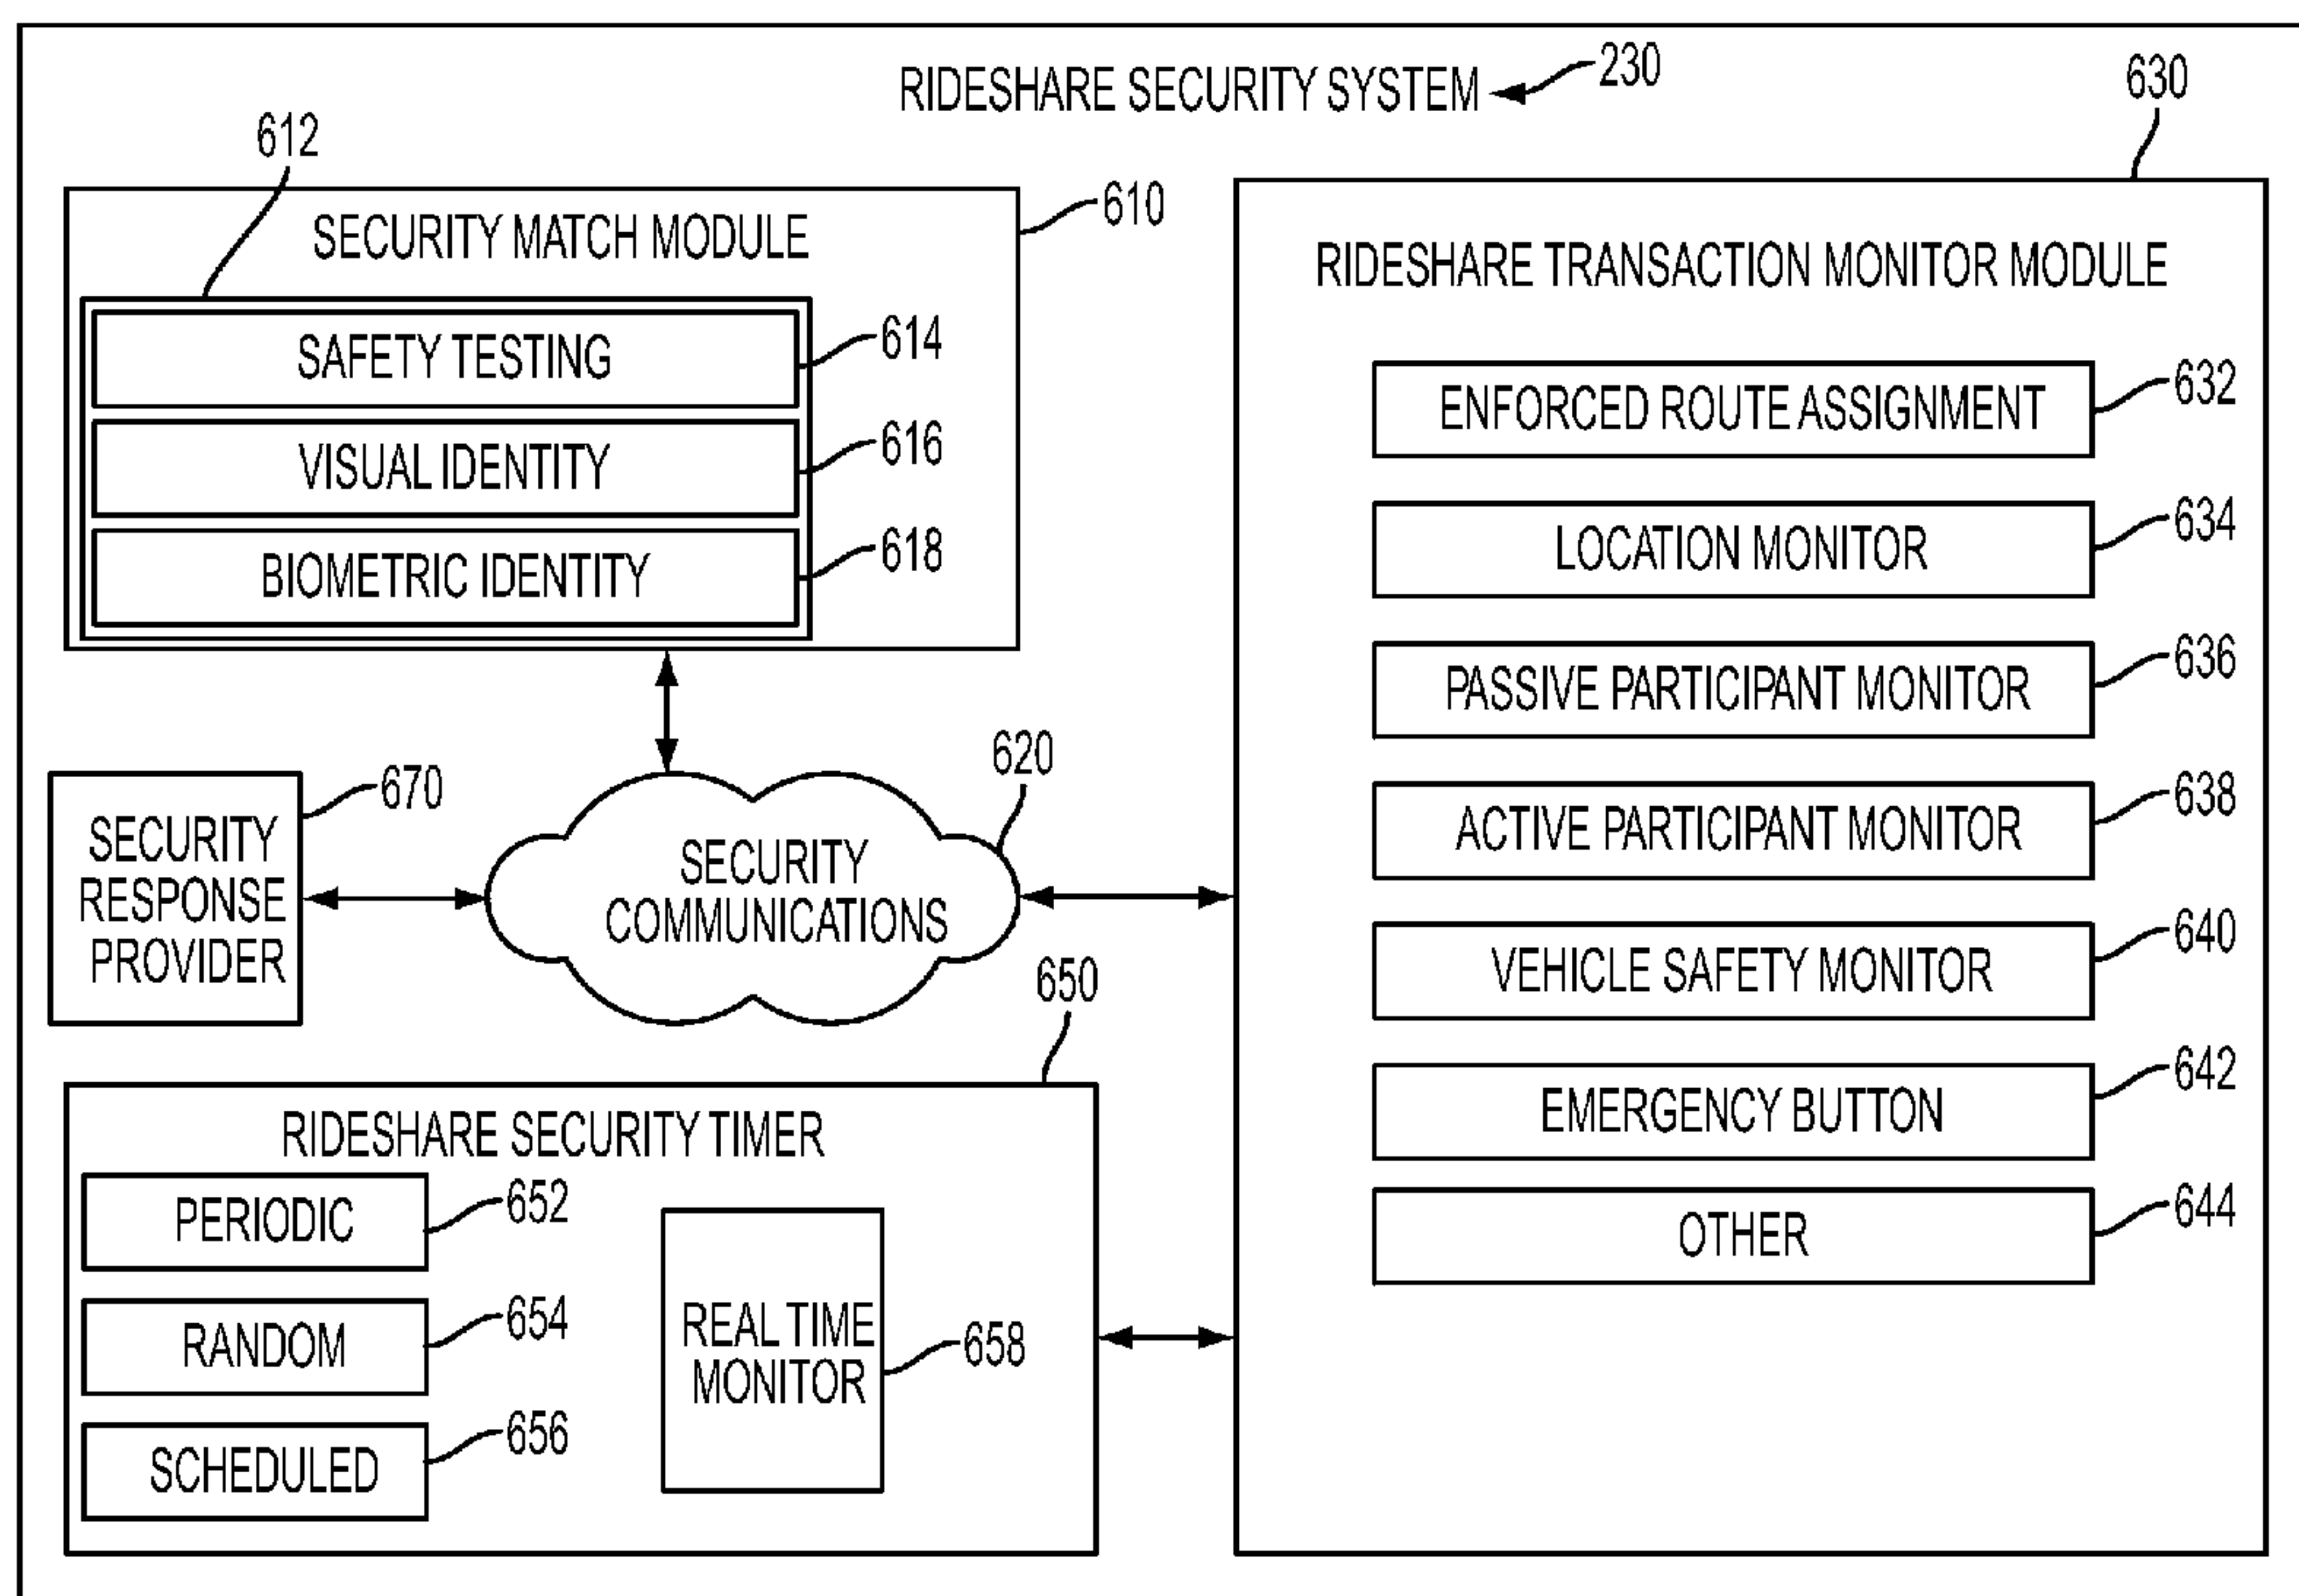 RIDESHARE SECURITY SYSTEM
230
630
612
SECURITY MATCH MODULE
610
SAFETY TESTING
614
VISUAL IDENTITY
616
BIOMETRIC IDENTITY
618
RIDESHARE TRANSACTION MONITOR MODULE
ENFORCED ROUTE ASSIGNMENT
632
LOCATION MONITOR
634
PASSIVE PARTICIPANT MONITOR
636
ACTIVE PARTICIPANT MONITOR
638
VEHICLE SAFETY MONITOR
640
EMERGENCY BUTTON
642
OTHER
644
670
SECURITY
RESPONSE
PROVIDER
620
SECURITY
COMMUNICATIONS
650
RIDESHARE SECURITY TIMER
PERIODIC
652
RANDOM
654
SCHEDULED
656
REAL TIME
MONITOR
658